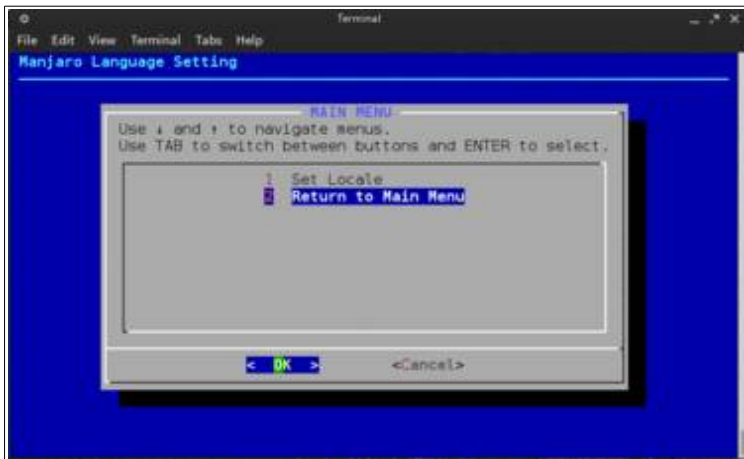 Terminal
File Edit View Terminal Tabs Help
Manjaro Language Setting
MAIN MENU
Use ↓ and ↑ to navigate menus.
Use TAB to switch between buttons and ENTER to select.
1 Set Locale
2 Return to Main Menu
< OK > <Cancel>